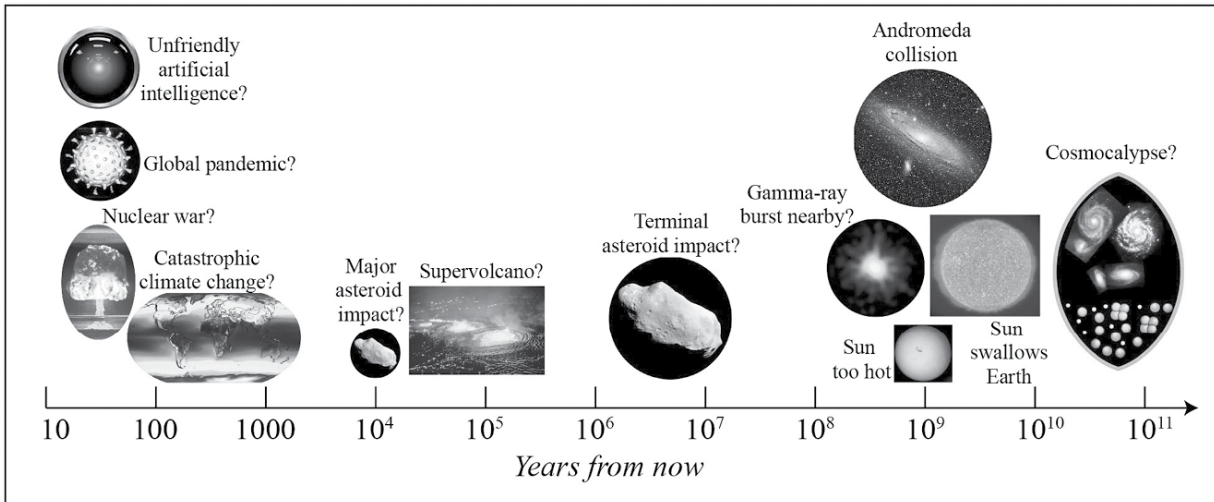 Unfriendly
artificial
intelligence?
Global pandemic?
Nuclear war?
Catastrophic
climate change?
Major
asteroid
impact?
Supervolcano?
Terminal
asteroid impact?
Gamma-ray
burst nearby?
Andromeda
collision
Sun
too hot
Sun
swallows
Earth
Cosmocalypse?
10 100 1000 10⁴ 10⁵ 10⁶ 10⁷ 10⁸ 10⁹ 10¹⁰ 10¹¹
Years from now